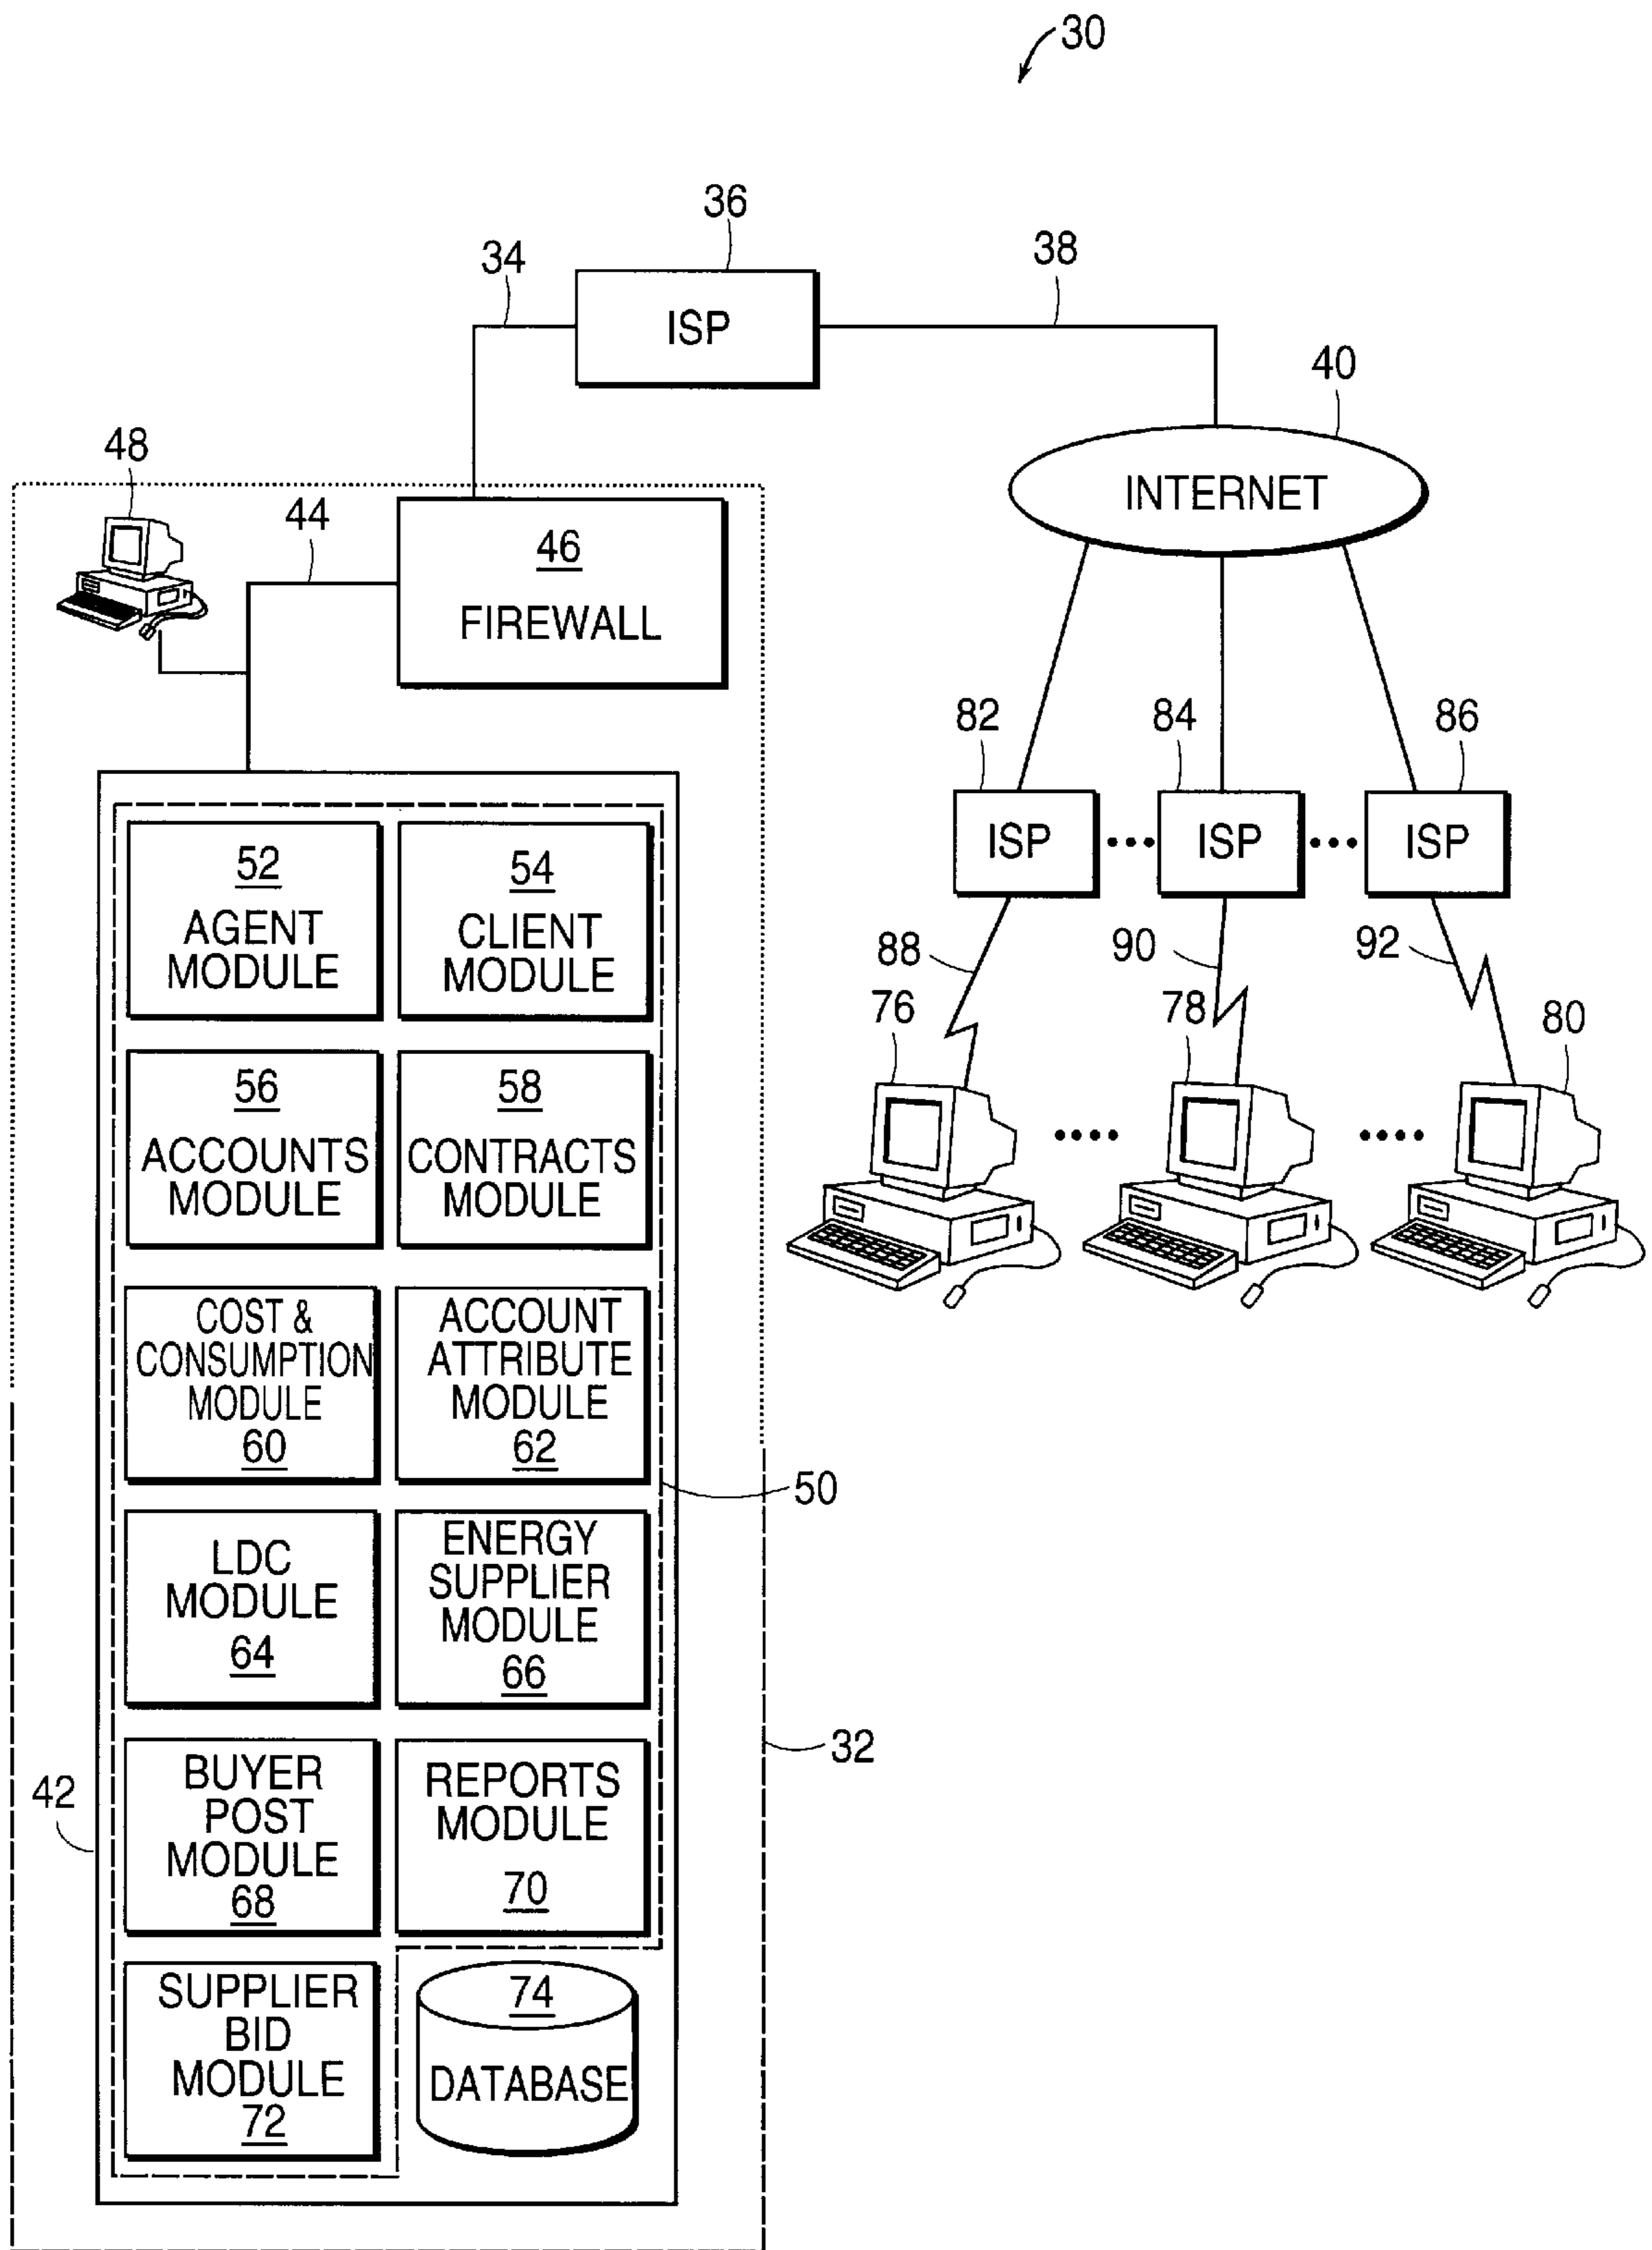 30
36
34
38
ISP
40
48
INTERNET
44
46
FIREWALL
82
84
86
ISP
ISP
ISP
52
AGENT
MODULE
54
CLIENT
MODULE
88
90
92
76
78
80
56
ACCOUNTS
MODULE
58
CONTRACTS
MODULE
COST &
CONSUMPTION
MODULE
60
ACCOUNT
ATTRIBUTE
MODULE
62
50
LDC
MODULE
64
ENERGY
SUPPLIER
MODULE
66
32
42
BUYER
POST
MODULE
68
REPORTS
MODULE
70
SUPPLIER
BID
MODULE
72
74
DATABASE